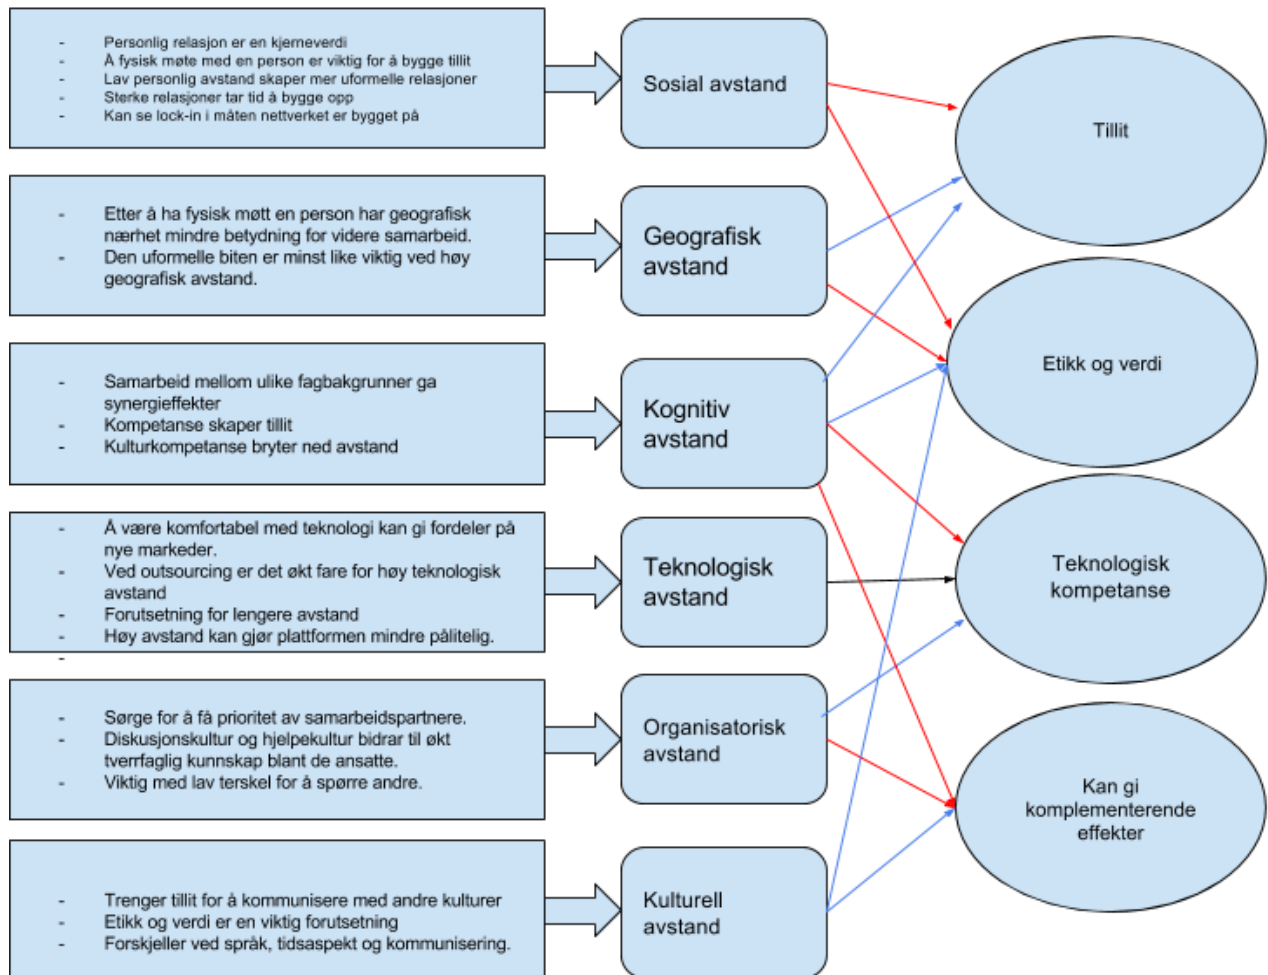 - Personlig relasjon er en kjerneverdi
- Å fysisk møte med en person er viktig for å bygge tillit
- Lav personlig avstand skaper mer uformelle relasjoner
- Sterke relasjoner tar tid å bygge opp
- Kan se lock-in i måten nettverket er bygget på
Sosial avstand
Tillit
- Etter å ha fysisk møtt en person har geografisk
nærhet mindre betydning for videre samarbeid.
- Den uformelle biten er minst like viktig ved høy
geografisk avstand.
Geografisk
avstand
Etikk og verdi
- Samarbeid mellom ulike fagbakgrunner ga
synergieffekter
- Kompetanse skaper tillit
- Kulturkompetanse bryter ned avstand
Kognitiv
avstand
- Å være komfortabel med teknologi kan gi fordeler på
nye markeder.
- Ved outsourcing er det økt fare for høy teknologisk
avstand
- Forutsetning for lengere avstand
- Høy avstand kan gjør plattformen mindre pålitelig.
-
Teknologisk
avstand
Teknologisk
kompetanse
- Sørge for å få prioritet av samarbeidspartnere.
- Diskusjonskultur og hjelpekultur bidrar til økt
tverrfaglig kunnskap blant de ansatte.
- Viktig med lav terskel for å spørre andre.
Organisatorisk
avstand
Kan gi
komplementerende
effekter
- Trenger tillit for å kommunisere med andre kulturer
- Etikk og verdi er en viktig forutsetning
- Forskjeller ved språk, tidsaspekt og kommunisering.
Kulturell
avstand